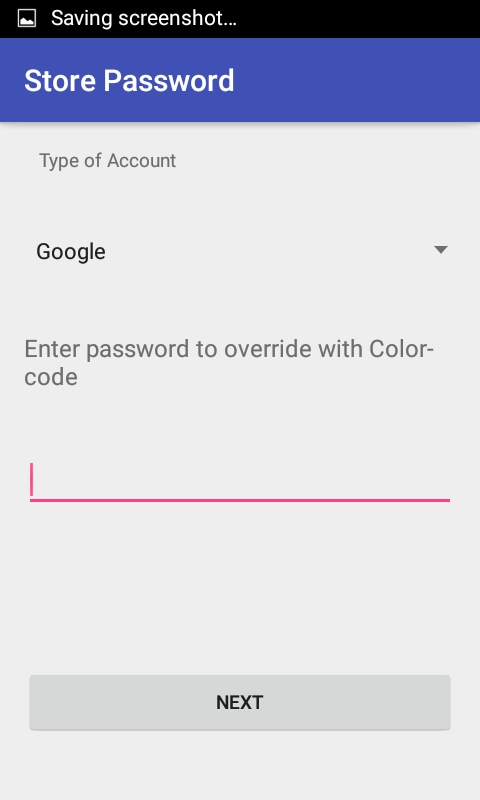 Saving screenshot...
Store Password
Type of Account
Google
Enter password to override with Color-
code
NEXT